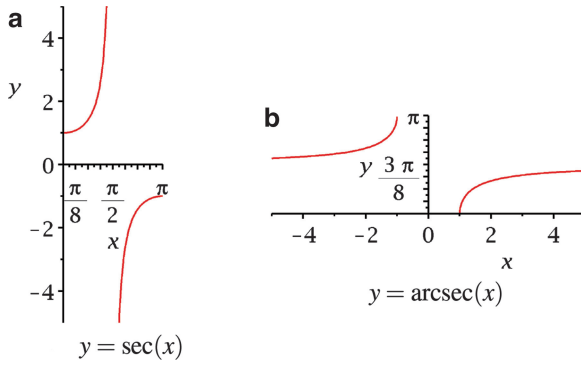 a
4
y
2
0
π/8 π/2 π
x
−2
−4
y = sec(x)
b
π
y 3π/8
−4 −2 0 2 4
x
y = arcsec(x)